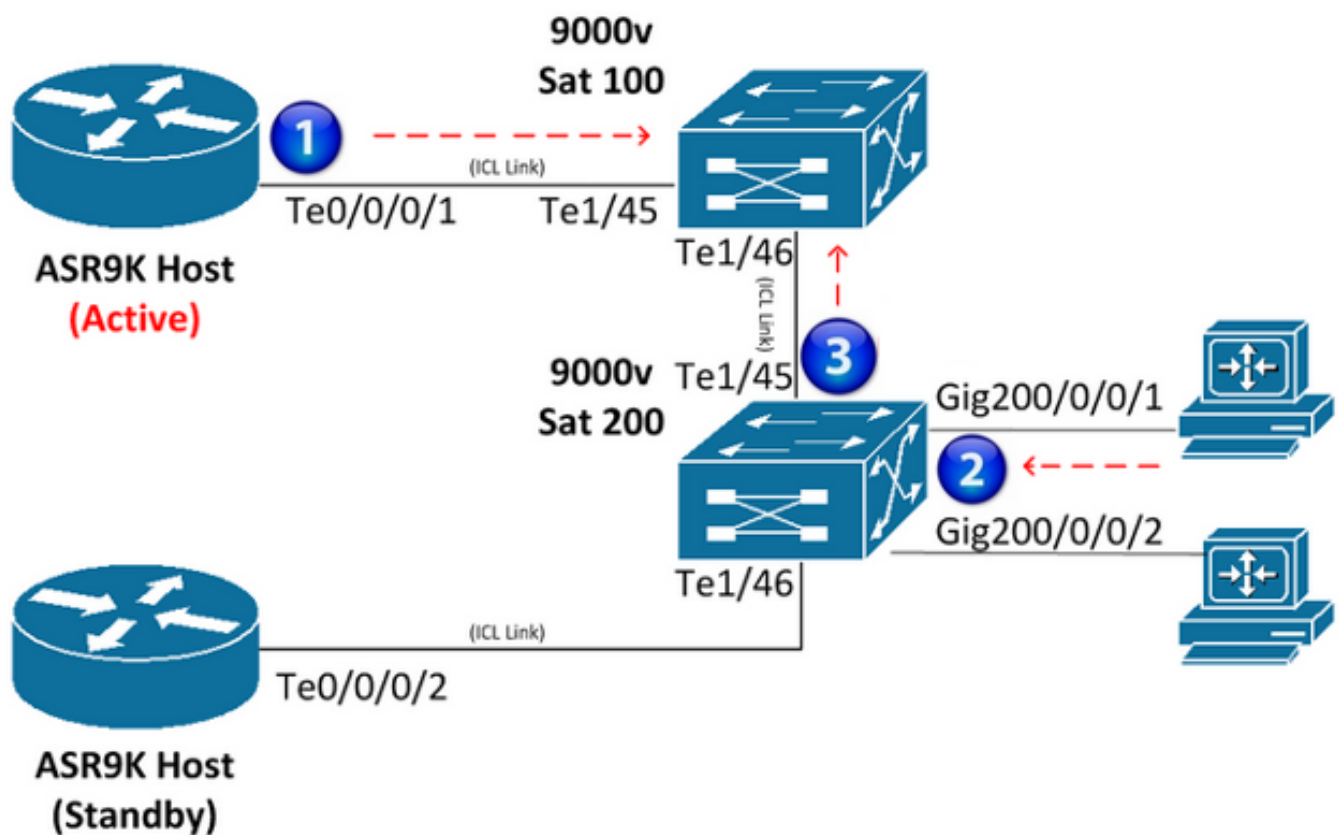 9000v
Sat 100
1
(ICL Link)
Te0/0/0/1
Te1/45
ASR9K Host
(Active)
Te1/46
(ICL Link)
3
9000v
Sat 200
Te1/45
Gig200/0/0/1
2
Gig200/0/0/2
Te1/46
(ICL Link)
Te0/0/0/2
ASR9K Host
(Standby)